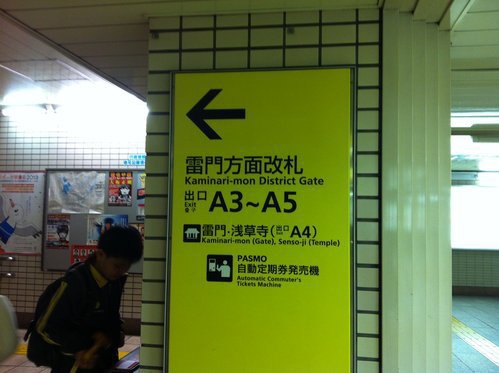 雷門方面改札
Kaminari-mon District Gate
出口 Exit A3~A5
雷門·浅草寺(出口 A4)
Kaminari-mon (Gate), Senso-ji (Temple)
PASMO
自動定期券発売機
Automatic Commuter's
Tickets Machine